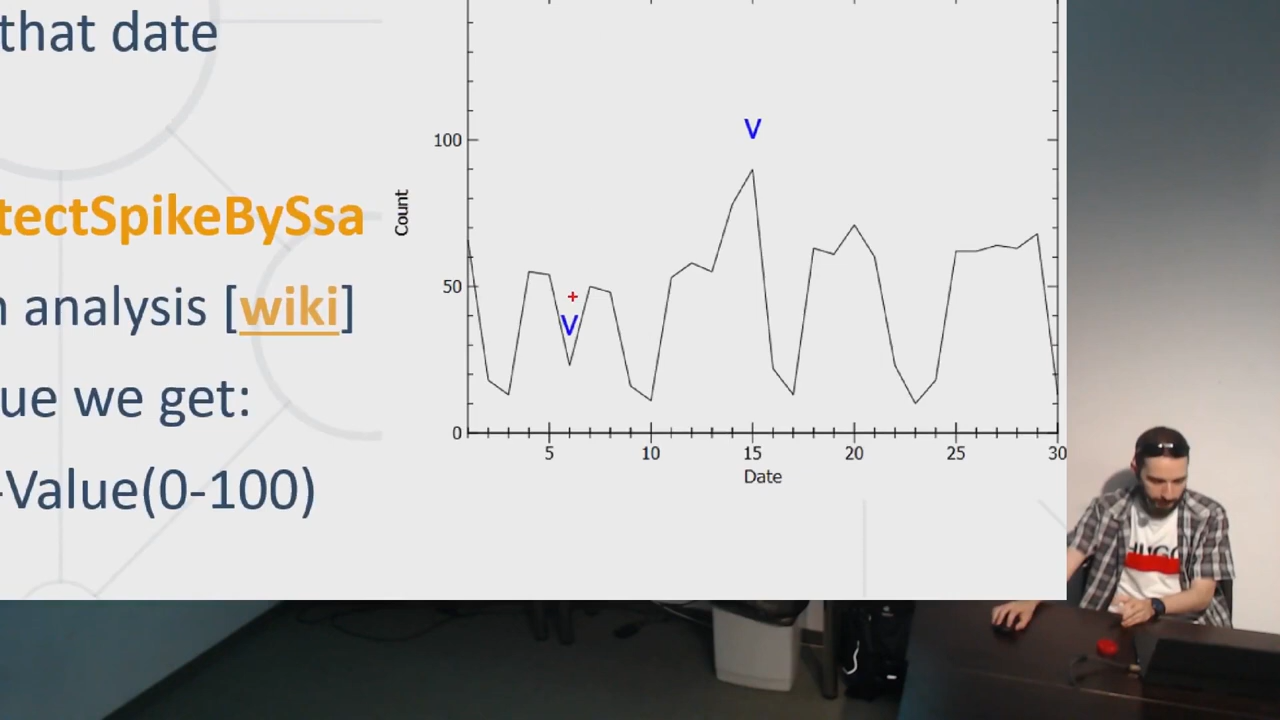 that date
tectSpikeBySsa
n analysis [wiki]
ue we get:
-Value(0-100)
100
50
0
Count
V
+
V
5
10
15
20
25
30
Date
HUGO